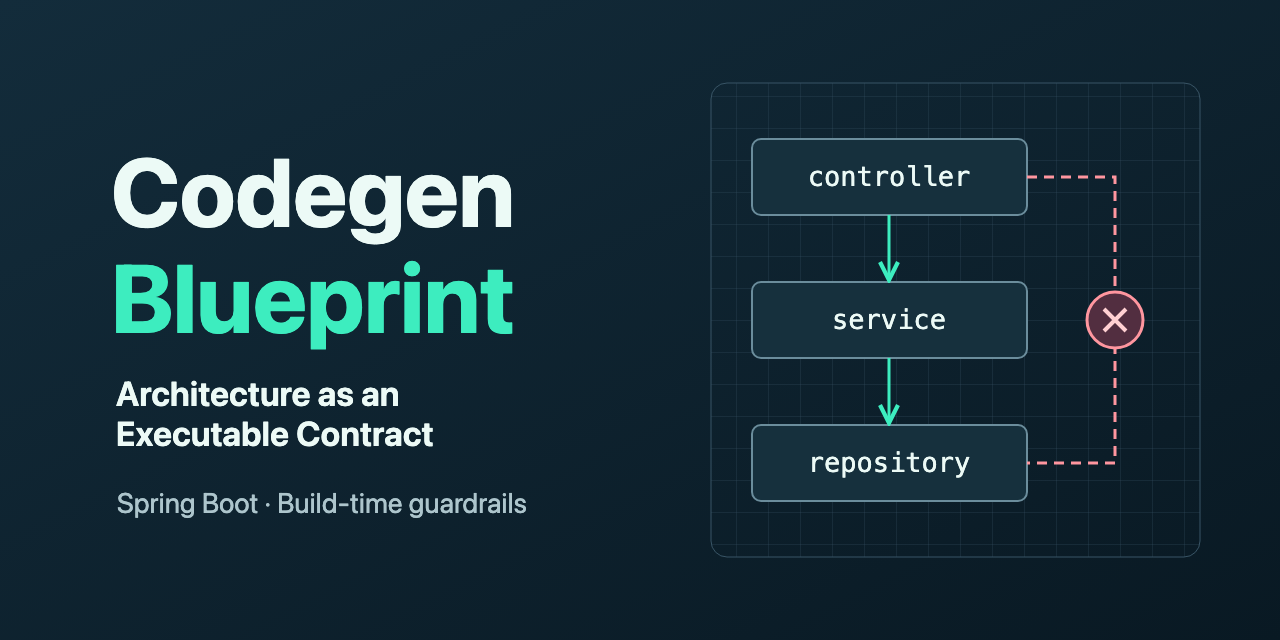 Codegen
Blueprint
Architecture as an
Executable Contract
Spring Boot · Build-time guardrails
controller
service
repository